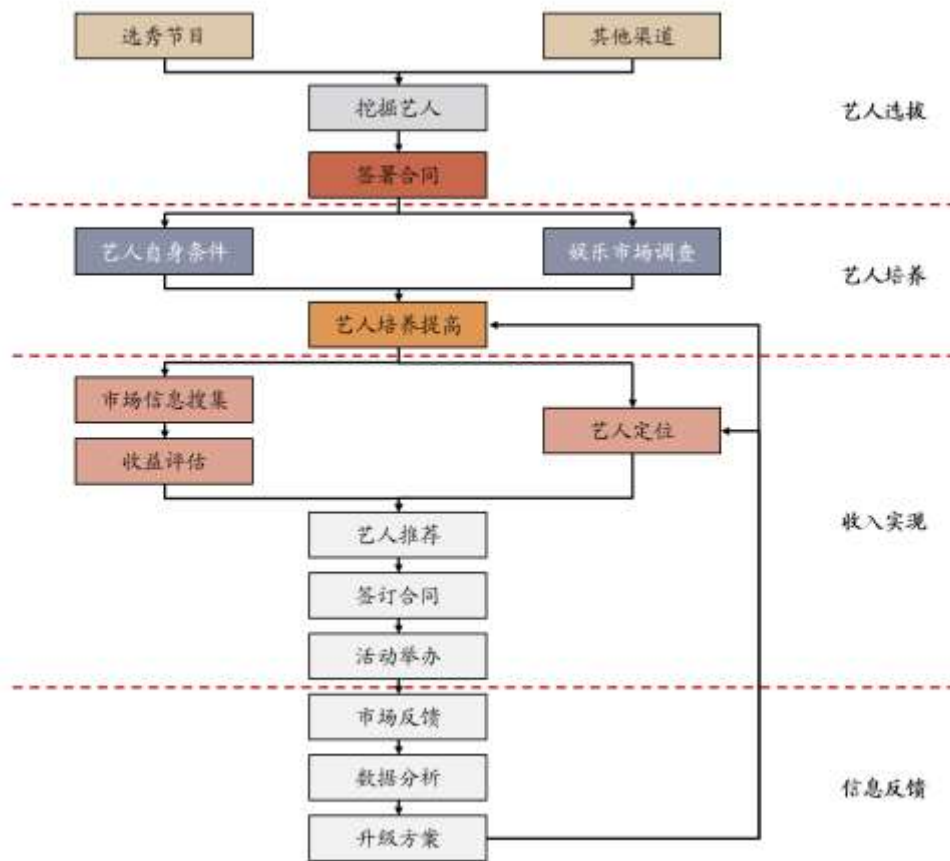 选秀节目
其他渠道
挖掘艺人
艺人选拔
签署合同
艺人自身条件
娱乐市场调查
艺人培养
艺人培养提高
市场信息搜集
艺人定位
收益评估
收入实现
艺人推荐
签订合同
活动举办
市场反馈
数据分析
信息反馈
升级方案